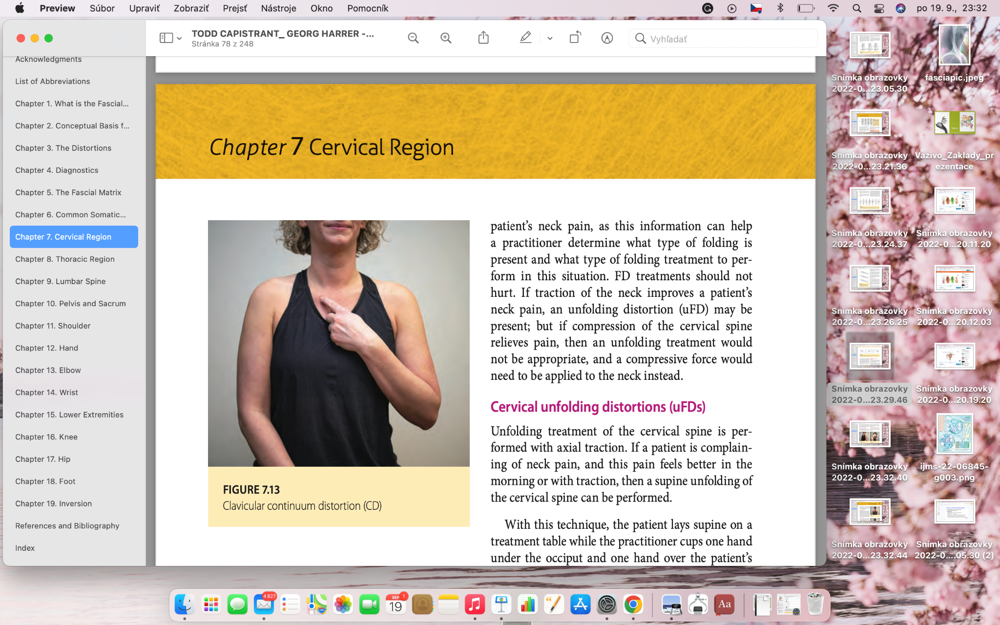 Preview Súbor Upraviť Zobraziť Prejsť Nástroje Okno Pomocník
po 19. 9., 23:32
TODD CAPISTRANT_ GEORG HARRER -...
Stránka 78 z 248
Vyhľadať
Acknowledgments
List of Abbreviations
Chapter 1. What is the Fascial...
Chapter 2. Conceptual Basis f...
Chapter 3. The Distortions
Chapter 4. Diagnostics
Chapter 5. The Fascial Matrix
Chapter 6. Common Somatic...
Chapter 7. Cervical Region
Chapter 8. Thoracic Region
Chapter 9. Lumbar Spine
Chapter 10. Pelvis and Sacrum
Chapter 11. Shoulder
Chapter 12. Hand
Chapter 13. Elbow
Chapter 14. Wrist
Chapter 15. Lower Extremities
Chapter 16. Knee
Chapter 17. Hip
Chapter 18. Foot
Chapter 19. Inversion
References and Bibliography
Index
Chapter 7 Cervical Region
FIGURE 7.13
Clavicular continuum distortion (CD)
patient's neck pain, as this information can help
a practitioner determine what type of folding is
present and what type of folding treatment to per-
form in this situation. FD treatments should not
hurt. If traction of the neck improves a patient's
neck pain, an unfolding distortion (uFD) may be
present; but if compression of the cervical spine
relieves pain, then an unfolding treatment would
not be appropriate, and a compressive force would
need to be applied to the neck instead.
Cervical unfolding distortions (uFDs)
Unfolding treatment of the cervical spine is per-
formed with axial traction. If a patient is complain-
ing of neck pain, and this pain feels better in the
morning or with traction, then a supine unfolding of
the cervical spine can be performed.
With this technique, the patient lays supine on a
treatment table while the practitioner cups one hand
under the occiput and one hand over the patient's
Snímka obrazovky
2022-0...23.05.30
fasciapic.jpeg
Snímka obrazovky
2022-0...23.21.36
Vazivo_Zaklady_pr
ezentace
Snímka obrazovky
2022-0...23.24.37
Snímka obrazovky
2022-0...20.11.20
Snímka obrazovky
2022-0...23.26.25
Snímka obrazovky
2022-0...20.12.03
Snímka obrazovky
2022-0...23.29.46
Snímka obrazovky
2022-0...20.19.20
Snímka obrazovky
2022-0...23.32.40
ijms-22-06845-
g003.png
Snímka obrazovky
2022-0...23.32.44
Snímka obrazovky
2022-0....05.30 (2)
4 827
SEP
1
19
280
Aa